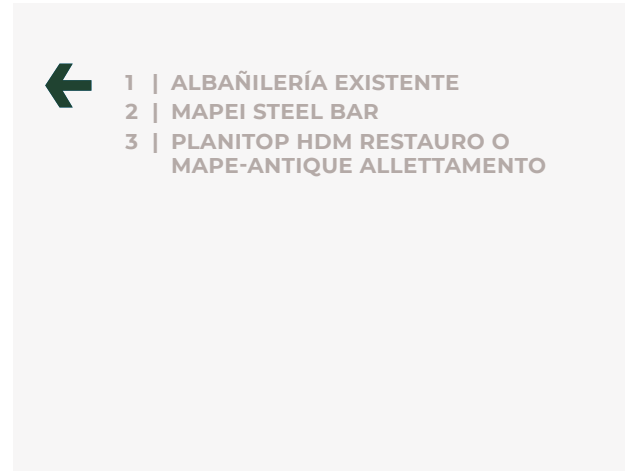 1 | ALBAÑILERÍA EXISTENTE
2 | MAPEI STEEL BAR
3 | PLANITOP HDM RESTAURO O
MAPE-ANTIQUE ALLETTAMENTO